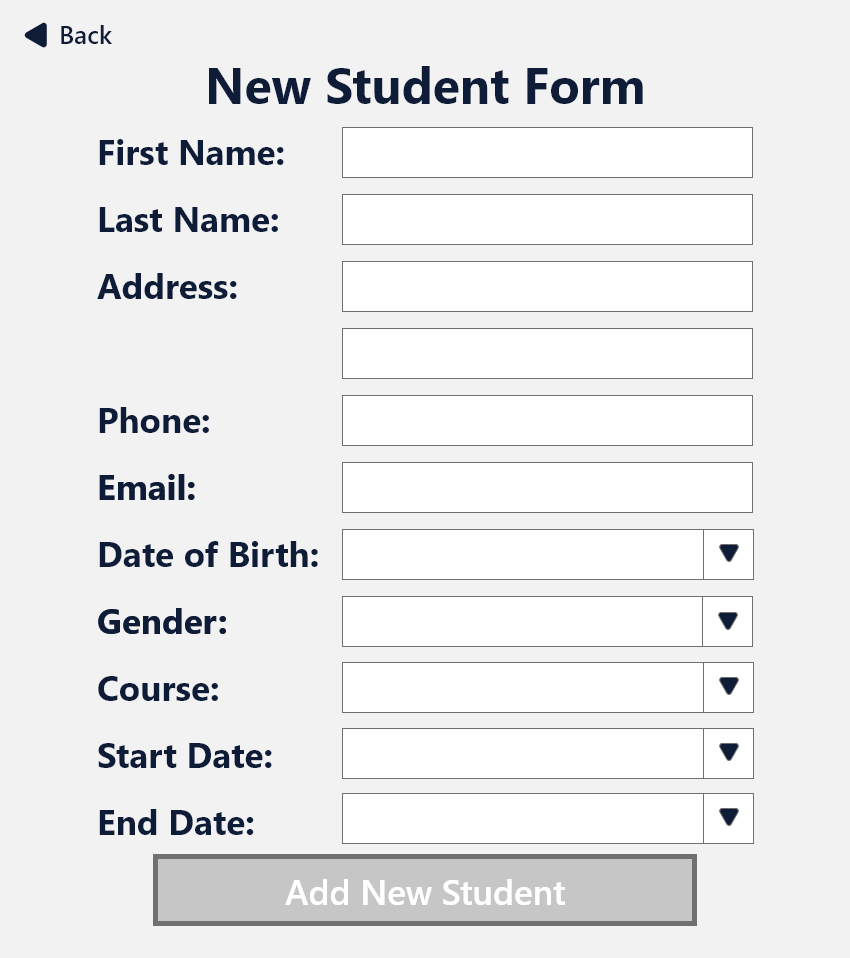 Back
New Student Form
First Name:
Last Name:
Address:
Phone:
Email:
Date of Birth:
Gender:
Course:
Start Date:
End Date:
Add New Student